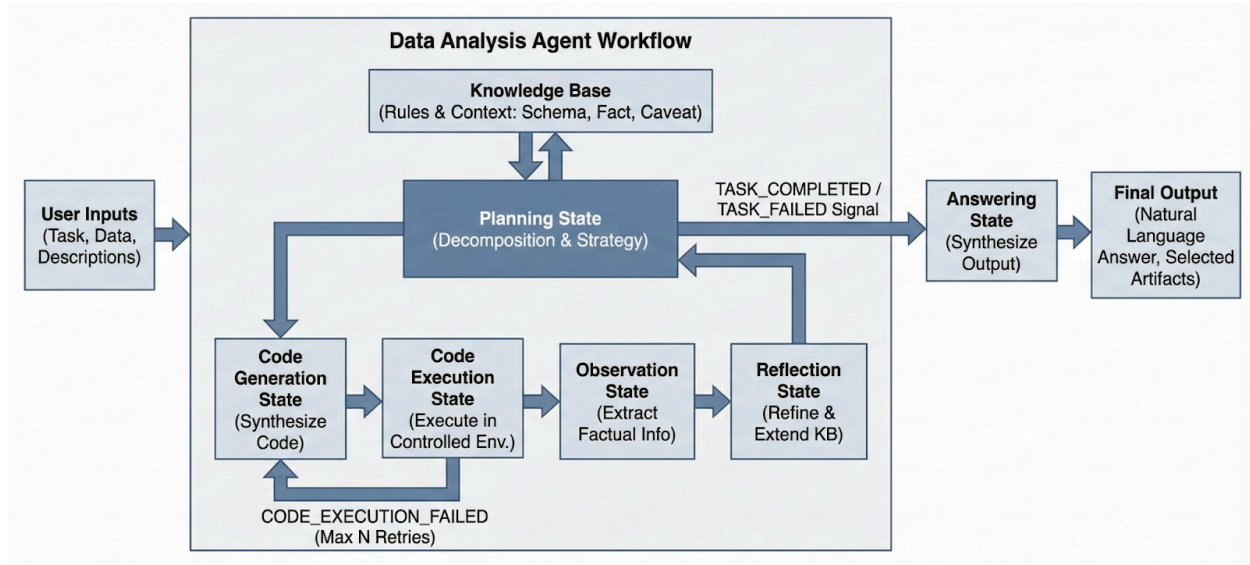 Data Analysis Agent Workflow
Knowledge Base
(Rules & Context: Schema, Fact, Caveat)
User Inputs
(Task, Data,
Descriptions)
Planning State
(Decomposition & Strategy)
TASK_COMPLETED /
TASK_FAILED Signal
Answering
State
(Synthesize
Output)
Final Output
(Natural
Language
Answer, Selected
Artifacts)
Code
Generation
State
(Synthesize
Code)
Code
Execution
State
(Execute in
Controlled Env.)
Observation
State
(Extract
Factual Info)
Reflection
State
(Refine &
Extend KB)
CODE_EXECUTION_FAILED
(Max N Retries)